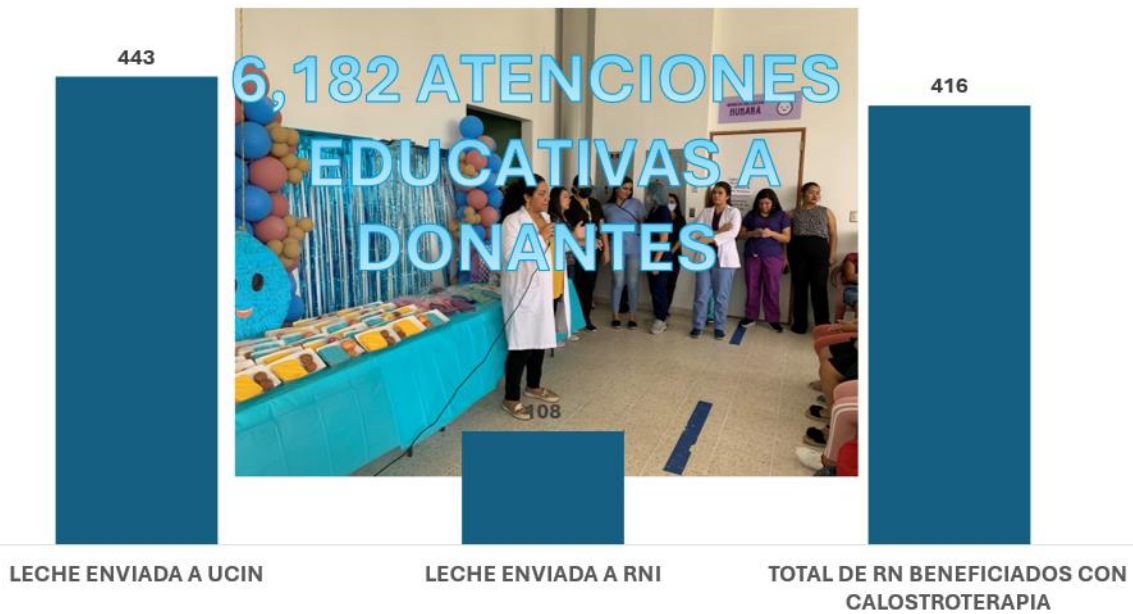 443
6,182 ATENCIONES
EDUCATIVAS A
DONANTES
416
108
LECHE ENVIADA A UCIN
LECHE ENVIADA A RNI
TOTAL DE RN BENEFICIADOS CON
CALOSTROTERAPIA